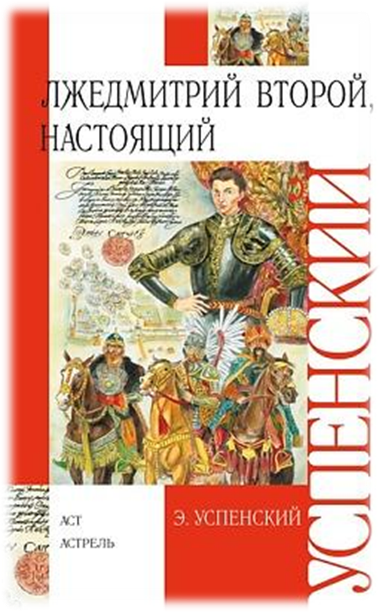 ЛЖЕДМИТРИЙ ВТОРОЙ,
НАСТОЯЩИЙ
УСПЕНСКИЙ
Э. УСПЕНСКИЙ
АСТ
АСТРЕЛЬ